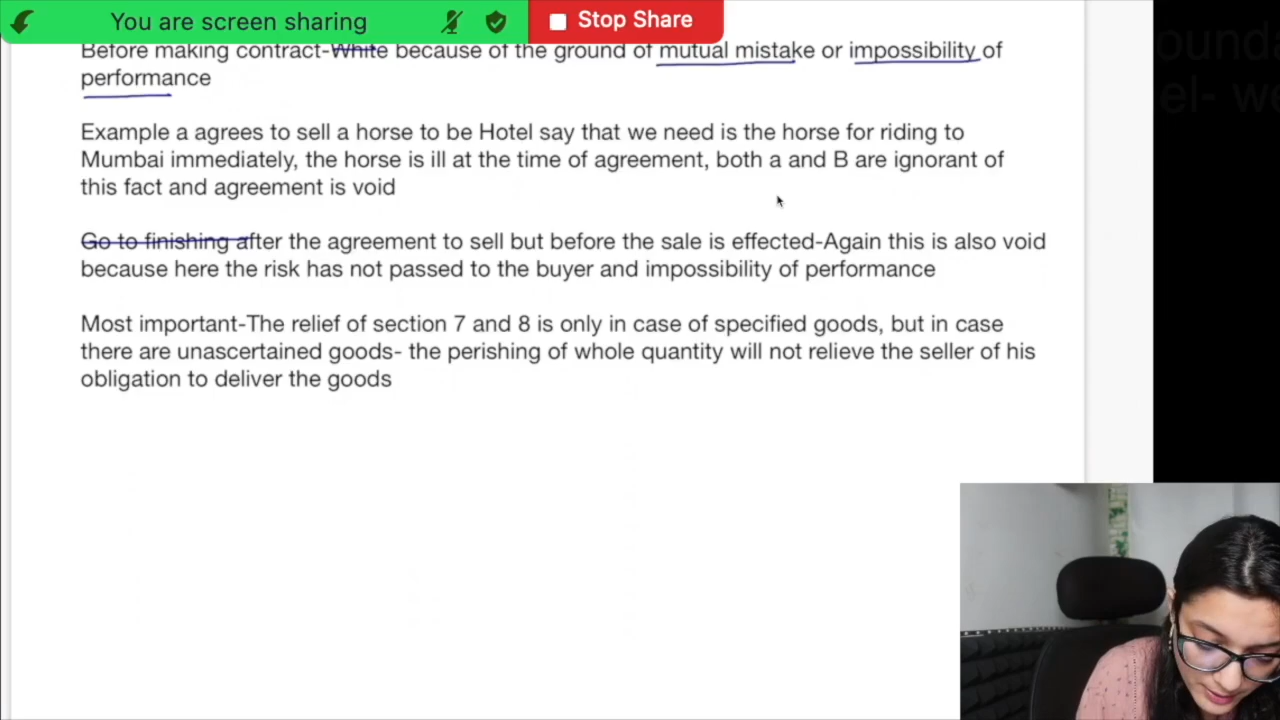 You are screen sharing
Stop Share
Before making contract-White because of the ground of mutual mistake or impossibility of
performance
Example a agrees to sell a horse to be Hotel say that we need is the horse for riding to
Mumbai immediately, the horse is ill at the time of agreement, both a and B are ignorant of
this fact and agreement is void
Go to finishing after the agreement to sell but before the sale is effected-Again this is also void
because here the risk has not passed to the buyer and impossibility of performance
Most important-The relief of section 7 and 8 is only in case of specified goods, but in case
there are unascertained goods- the perishing of whole quantity will not relieve the seller of his
obligation to deliver the goods